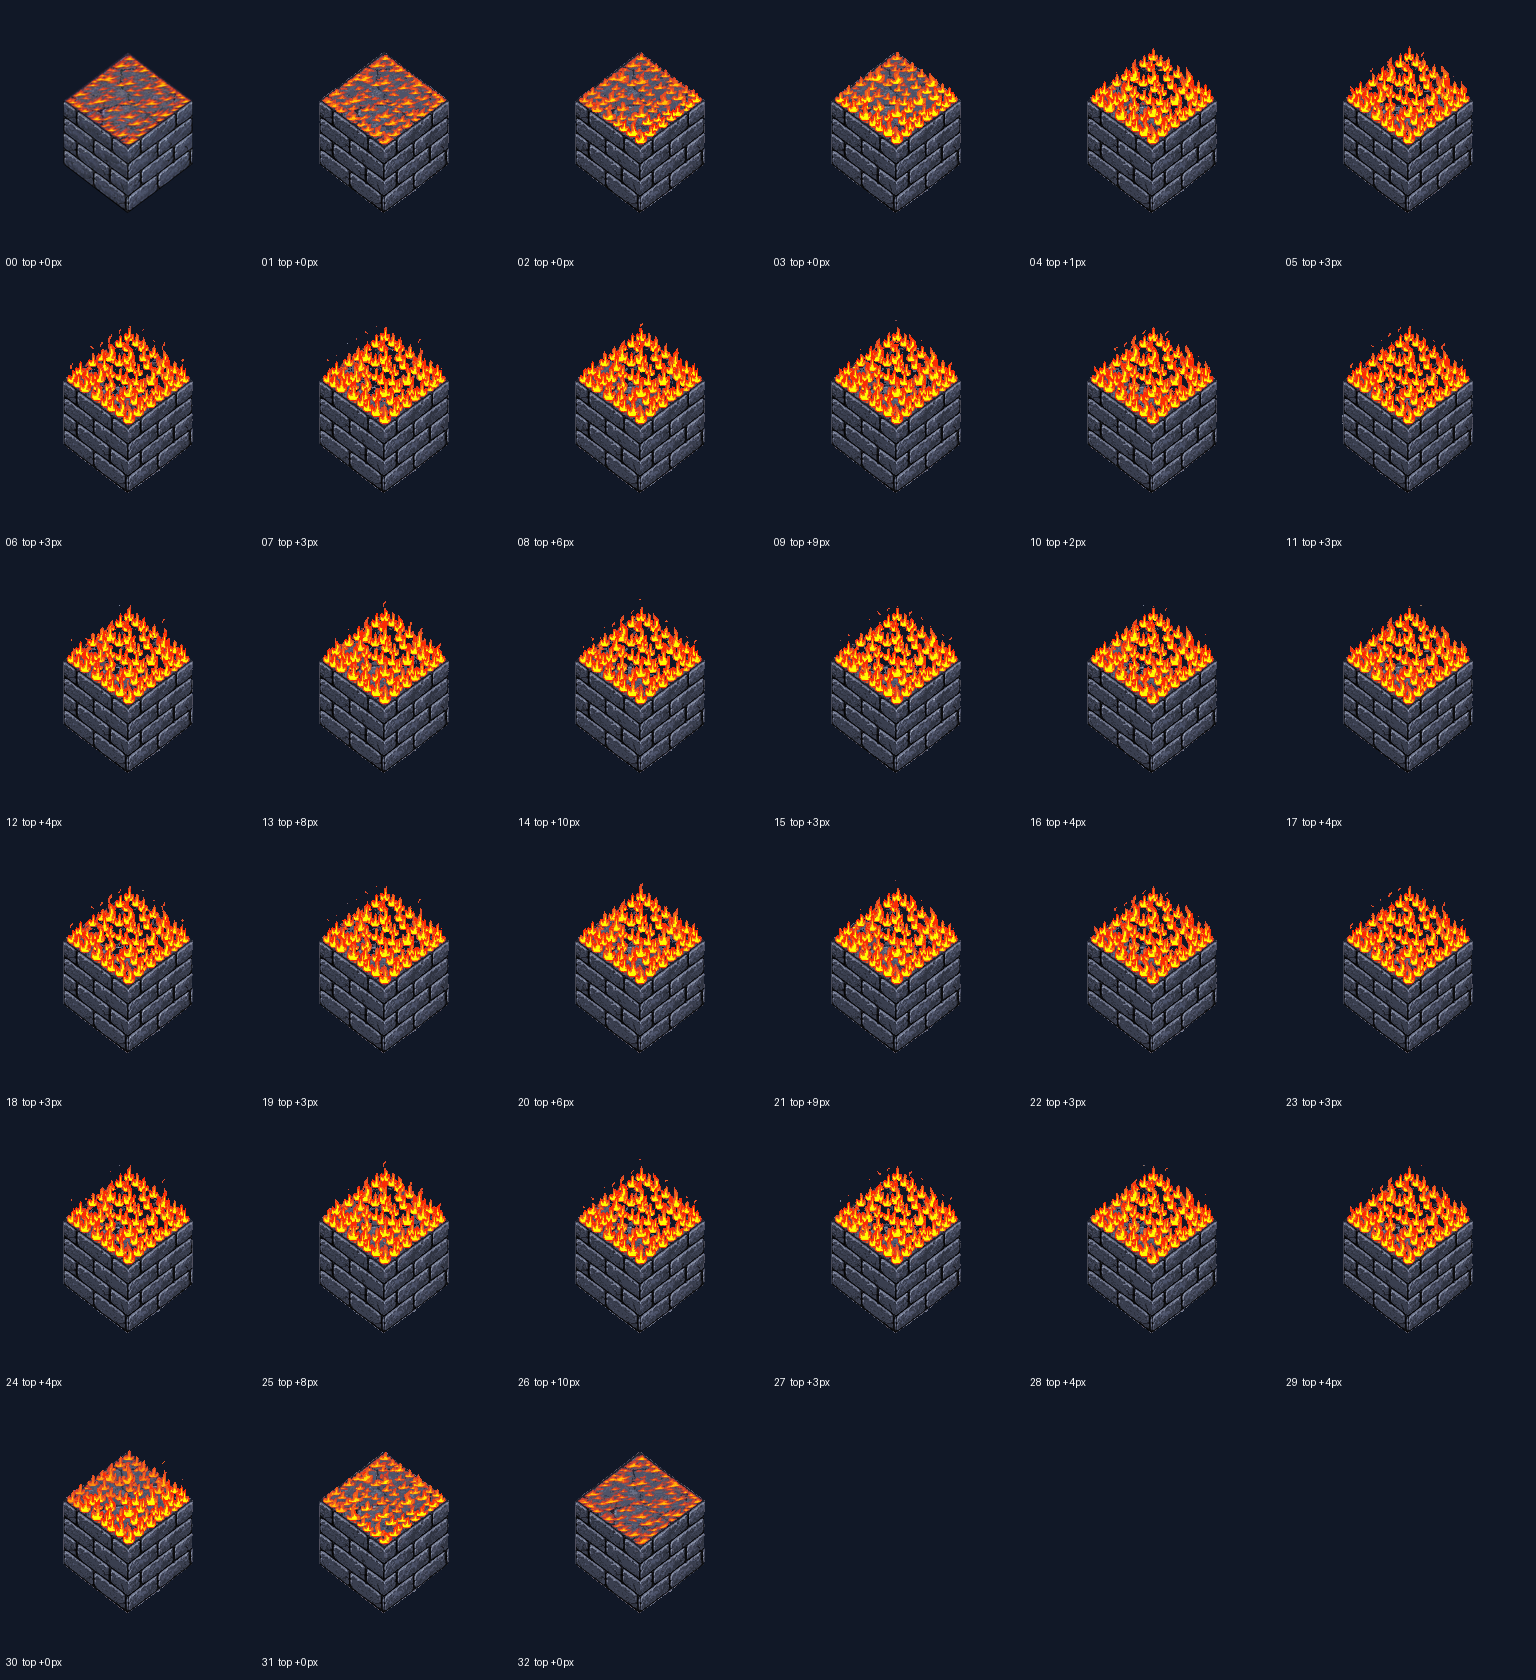 00 top +0px
01 top +0px
02 top +0px
03 top +0px
04 top +1px
05 top +3px
06 top +3px
07 top +3px
08 top +6px
09 top +9px
10 top +2px
11 top +3px
12 top +4px
13 top +8px
14 top +10px
15 top +3px
16 top +4px
17 top +4px
18 top +3px
19 top +3px
20 top +6px
21 top +9px
22 top +3px
23 top +3px
24 top +4px
25 top +8px
26 top +10px
27 top +3px
28 top +4px
29 top +4px
30 top +0px
31 top +0px
32 top +0px